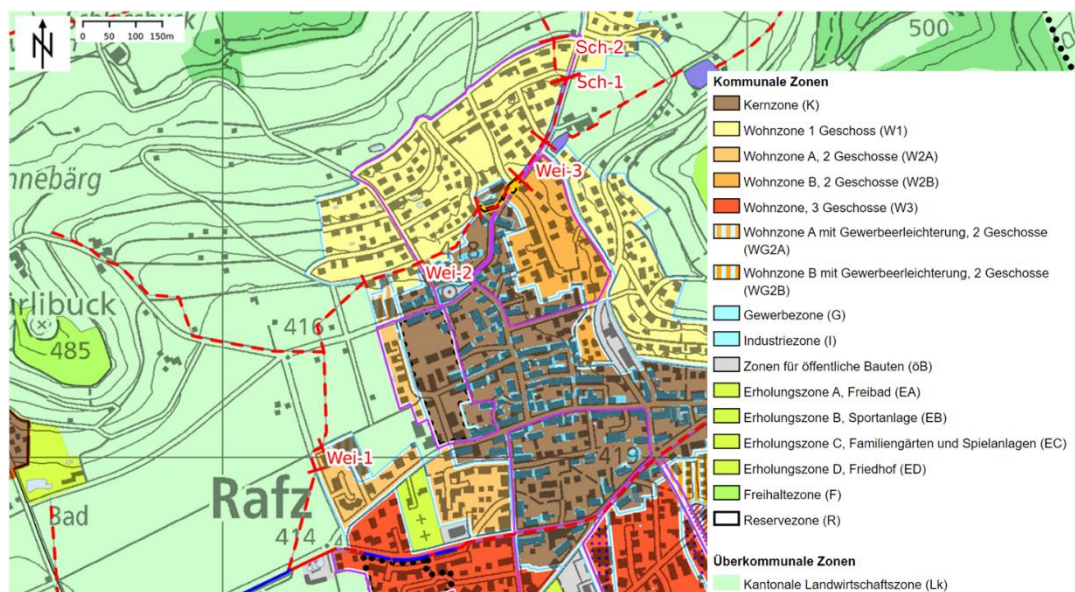 N
0 50 100 150m
500
Sch-2
Sch-1
Wei-3
418
Wei-2
416
485
Wei-1
419
Rafz
Bad
414
Kommunale Zonen
Kernzone (K)
Wohnzone 1 Geschoss (W1)
Wohnzone A, 2 Geschosse (W2A)
Wohnzone B, 2 Geschosse (W2B)
Wohnzone, 3 Geschosse (W3)
Wohnzone A mit Gewerbeerleichterung, 2 Geschosse
(WG2A)
Wohnzone B mit Gewerbeerleichterung, 2 Geschosse
(WG2B)
Gewerbezone (G)
Industriezone (I)
Zonen für öffentliche Bauten (öB)
Erholungszone A, Freibad (EA)
Erholungszone B, Sportanlage (EB)
Erholungszone C, Familiengärten und Spielanlagen (EC)
Erholungszone D, Friedhof (ED)
Freihaltezone (F)
Reservezone (R)
Überkommunale Zonen
Kantonale Landwirtschaftszone (Lk)